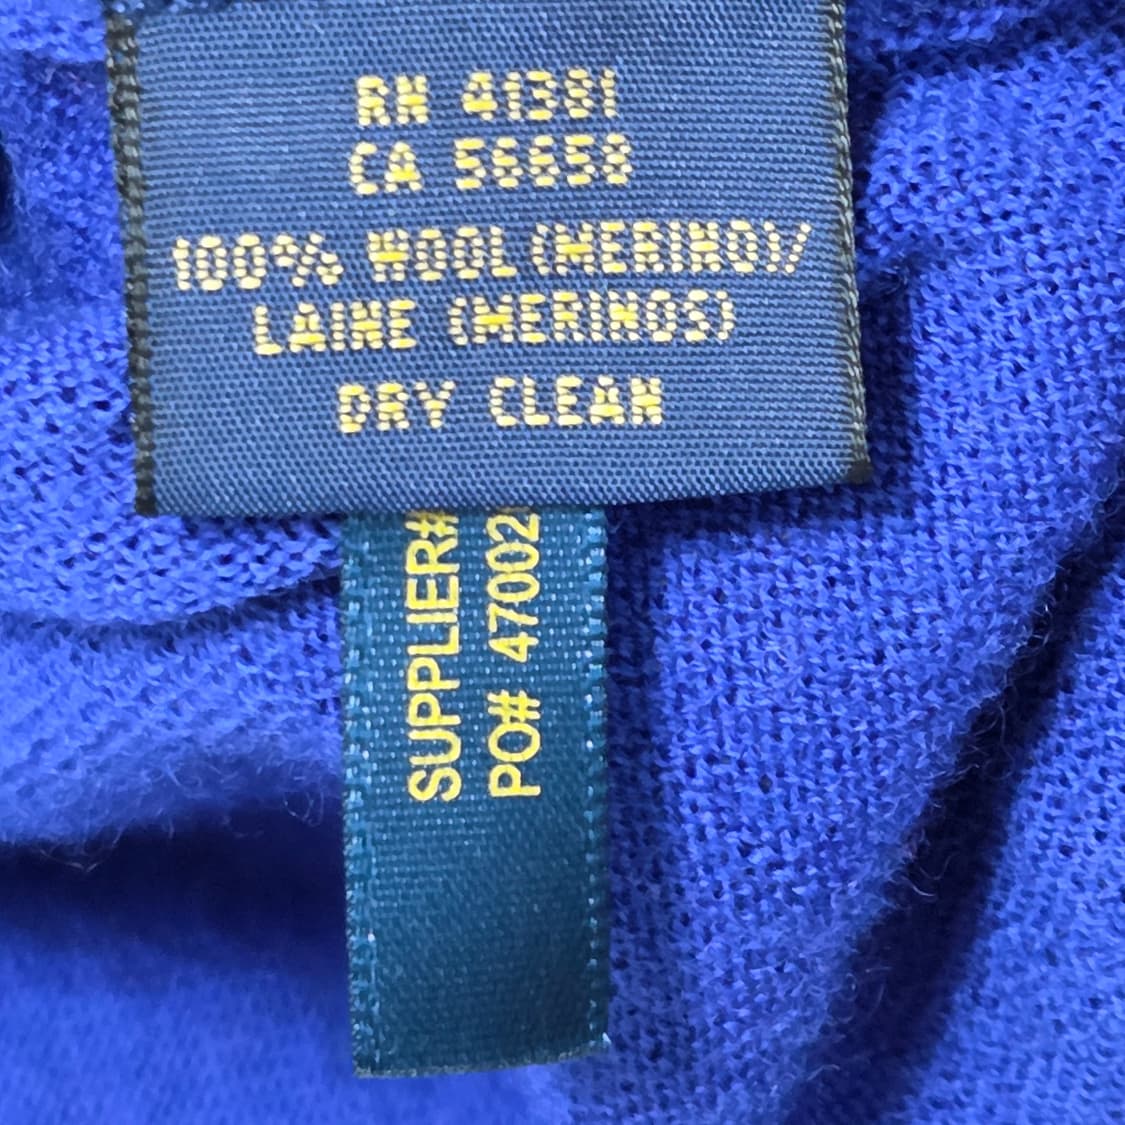 RN 41381
CA 56658
100% WOOL (MERINO)/
LAINE (MERINOS)
DRY CLEAN
SUPPLIER#
PO# 47002